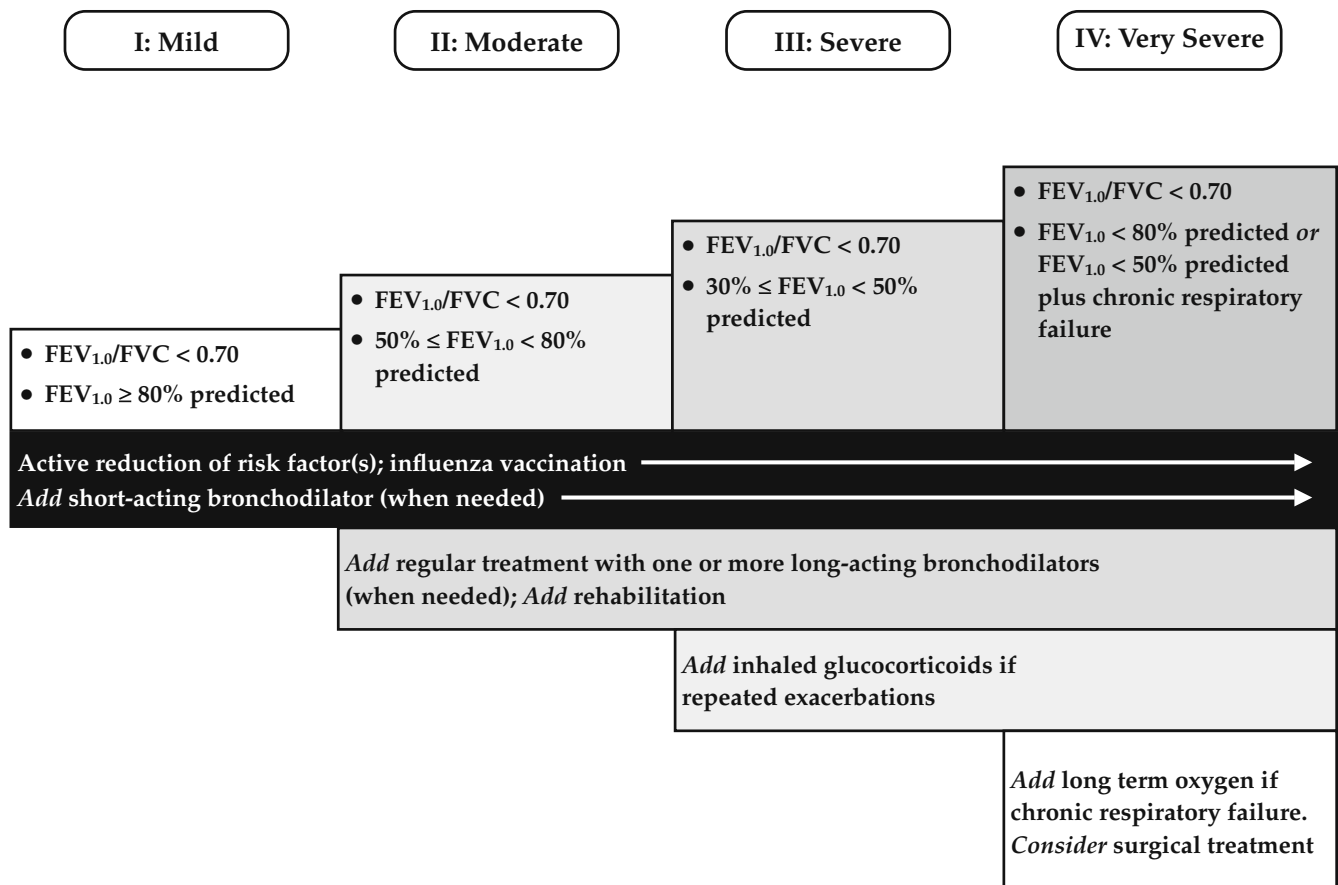 I: Mild
II: Moderate
III: Severe
IV: Very Severe
• FEV1.0/FVC < 0.70
• FEV1.0 ≥ 80% predicted
• FEV1.0/FVC < 0.70
• 50% ≤ FEV1.0 < 80%
predicted
• FEV1.0/FVC < 0.70
• 30% ≤ FEV1.0 < 50%
predicted
• FEV1.0/FVC < 0.70
• FEV1.0 < 80% predicted or
FEV1.0 < 50% predicted
plus chronic respiratory
failure
Active reduction of risk factor(s); influenza vaccination
Add short-acting bronchodilator (when needed)
Add regular treatment with one or more long-acting bronchodilators
(when needed); Add rehabilitation
Add inhaled glucocorticoids if
repeated exacerbations
Add long term oxygen if
chronic respiratory failure.
Consider surgical treatment